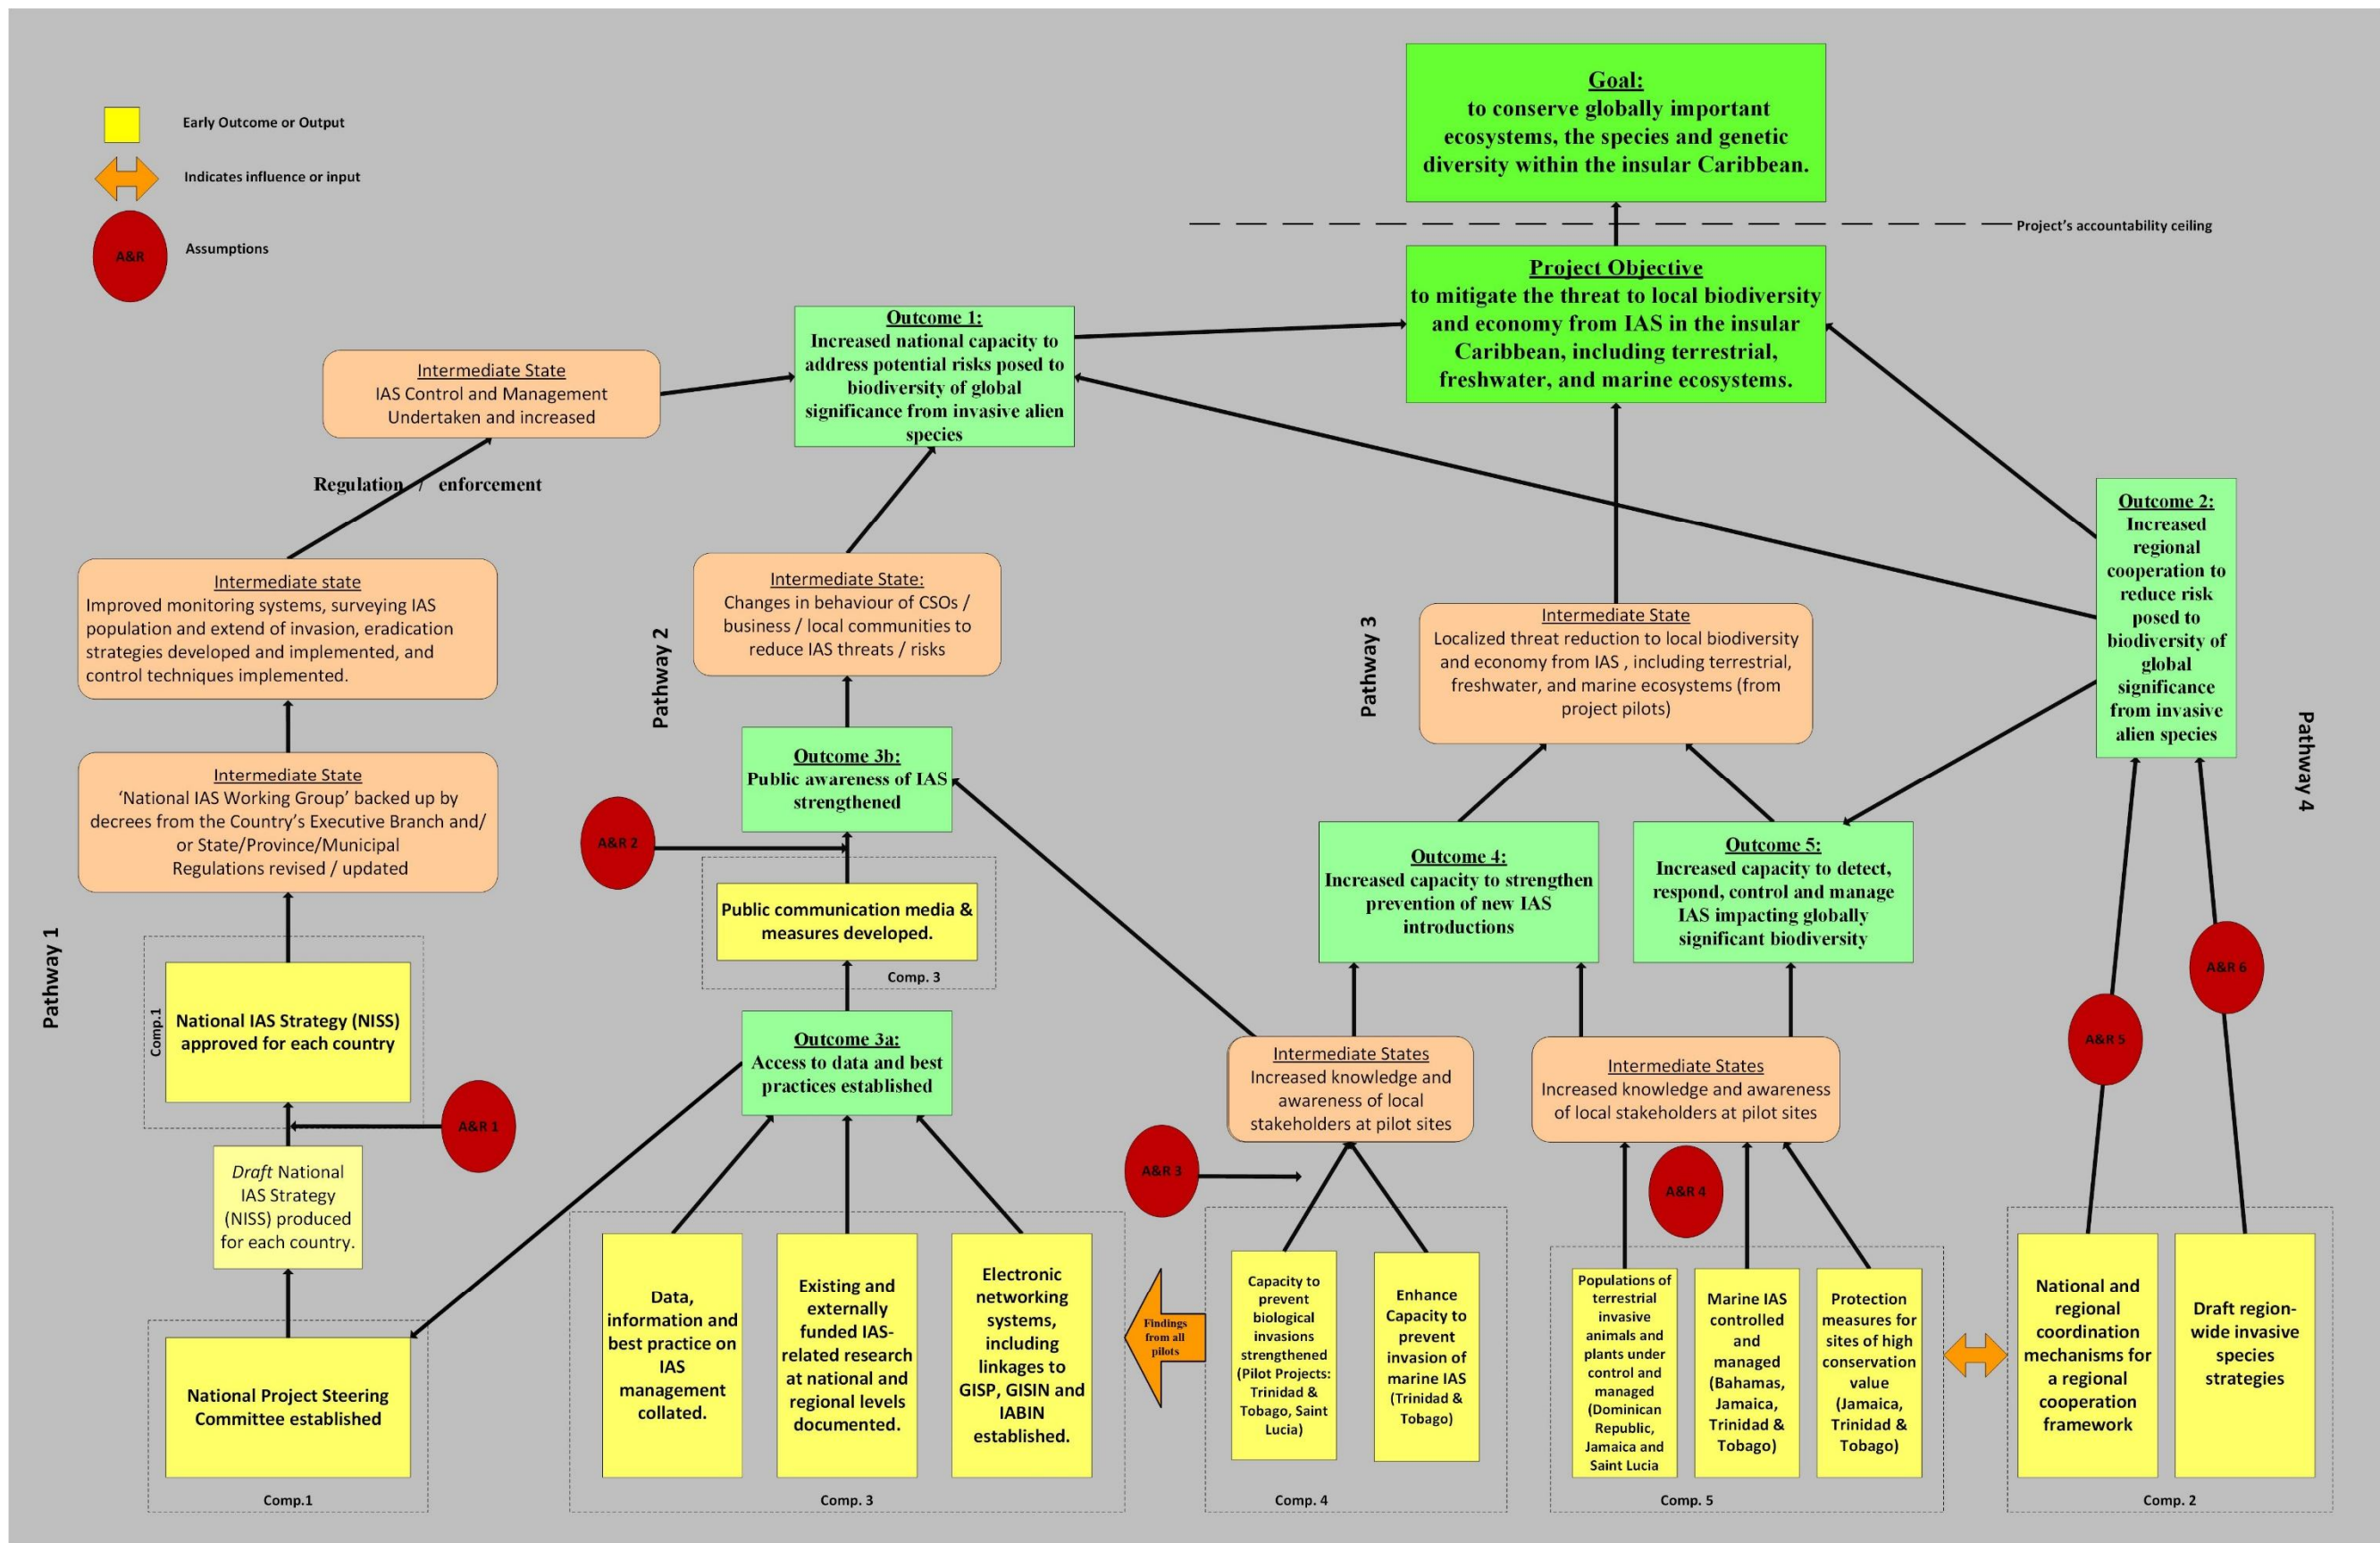 Early Outcome or Output
Indicates influence or input
A&R
Assumptions
Goal:
to conserve globally important
ecosystems, the species and genetic
diversity within the insular Caribbean.
Project's accountability ceiling
Project Objective
to mitigate the threat to local biodiversity
and economy from IAS in the insular
Caribbean, including terrestrial,
freshwater, and marine ecosystems.
Outcome 1:
Increased national capacity to
address potential risks posed to
biodiversity of global
significance from invasive alien
species
Intermediate State
IAS Control and Management
Undertaken and increased
Regulation / enforcement
Outcome 2:
Increased
regional
cooperation to
reduce risk
posed to
biodiversity of
global
significance
from invasive
alien species
Intermediate state
Improved monitoring systems, surveying IAS
population and extend of invasion, eradication
strategies developed and implemented, and
control techniques implemented.
Pathway 2
Intermediate State:
Changes in behaviour of CSOs /
business / local communities to
reduce IAS threats / risks
Pathway 3
Intermediate State
Localized threat reduction to local biodiversity
and economy from IAS , including terrestrial,
freshwater, and marine ecosystems (from
project pilots)
Pathway 4
Intermediate State
‘National IAS Working Group’ backed up by
decrees from the Country’s Executive Branch and/
or State/Province/Municipal
Regulations revised / updated
Outcome 3b:
Public awareness of IAS
strengthened
A&R 2
Outcome 4:
Increased capacity to strengthen
prevention of new IAS
introductions
Outcome 5:
Increased capacity to detect,
respond, control and manage
IAS impacting globally
significant biodiversity
Public communication media &
measures developed.
Comp. 3
Pathway 1
Comp.1
National IAS Strategy (NISS)
approved for each country
A&R 6
A&R 5
Outcome 3a:
Access to data and best
practices established
Intermediate States
Increased knowledge and
awareness of local
stakeholders at pilot sites
Intermediate States
Increased knowledge and awareness
of local stakeholders at pilot sites
A&R 1
A&R 3
A&R 4
Draft National
IAS Strategy
(NISS) produced
for each country.
National Project Steering
Committee established
Comp.1
Data,
information and
best practice on
IAS
management
collated.
Existing and
externally
funded IAS-
related research
at national and
regional levels
documented.
Electronic
networking
systems,
including
linkages to
GISP, GISIN and
IABIN
established.
Comp. 3
Findings
from all
pilots
Capacity to
prevent
biological
invasions
strengthened
(Pilot Projects:
Trinidad &
Tobago, Saint
Lucia)
Enhance
Capacity to
prevent
invasion of
marine IAS
(Trinidad &
Tobago)
Comp. 4
Populations of
terrestrial
invasive
animals and
plants under
control and
managed
(Dominican
Republic,
Jamaica and
Saint Lucia
Marine IAS
controlled
and
managed
(Bahamas,
Jamaica,
Trinidad &
Tobago)
Protection
measures for
sites of high
conservation
value
(Jamaica,
Trinidad &
Tobago)
Comp. 5
National and
regional
coordination
mechanisms for
a regional
cooperation
framework
Draft region-
wide invasive
species
strategies
Comp. 2